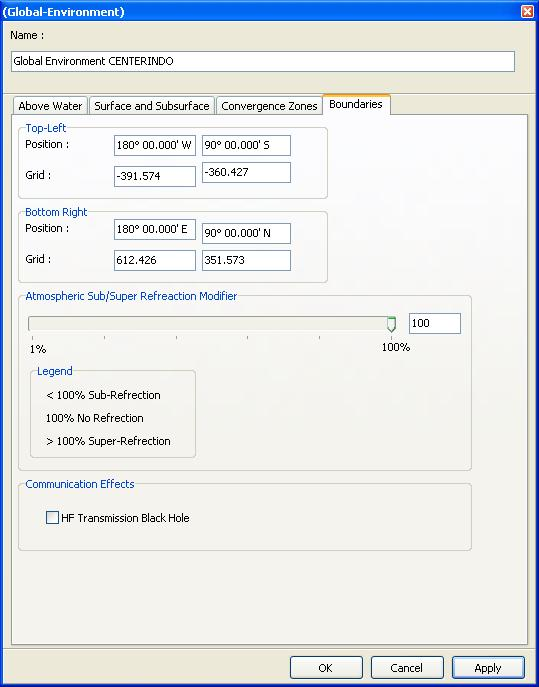 (Global-Environment)
Name :
Global Environment CENTERINDO
Above Water Surface and Subsurface Convergence Zones Boundaries
Top-Left
Position : 180° 00.000' W 90° 00.000' S
Grid : -391.574 -360.427
Bottom Right
Position : 180° 00.000' E 90° 00.000' N
Grid : 612.426 351.573
Atmospheric Sub/Super Refreaction Modifier
100
1% 100%
Legend
< 100% Sub-Refrection
100% No Refrection
> 100% Super-Refrection
Communication Effects
HF Transmission Black Hole
OK Cancel Apply